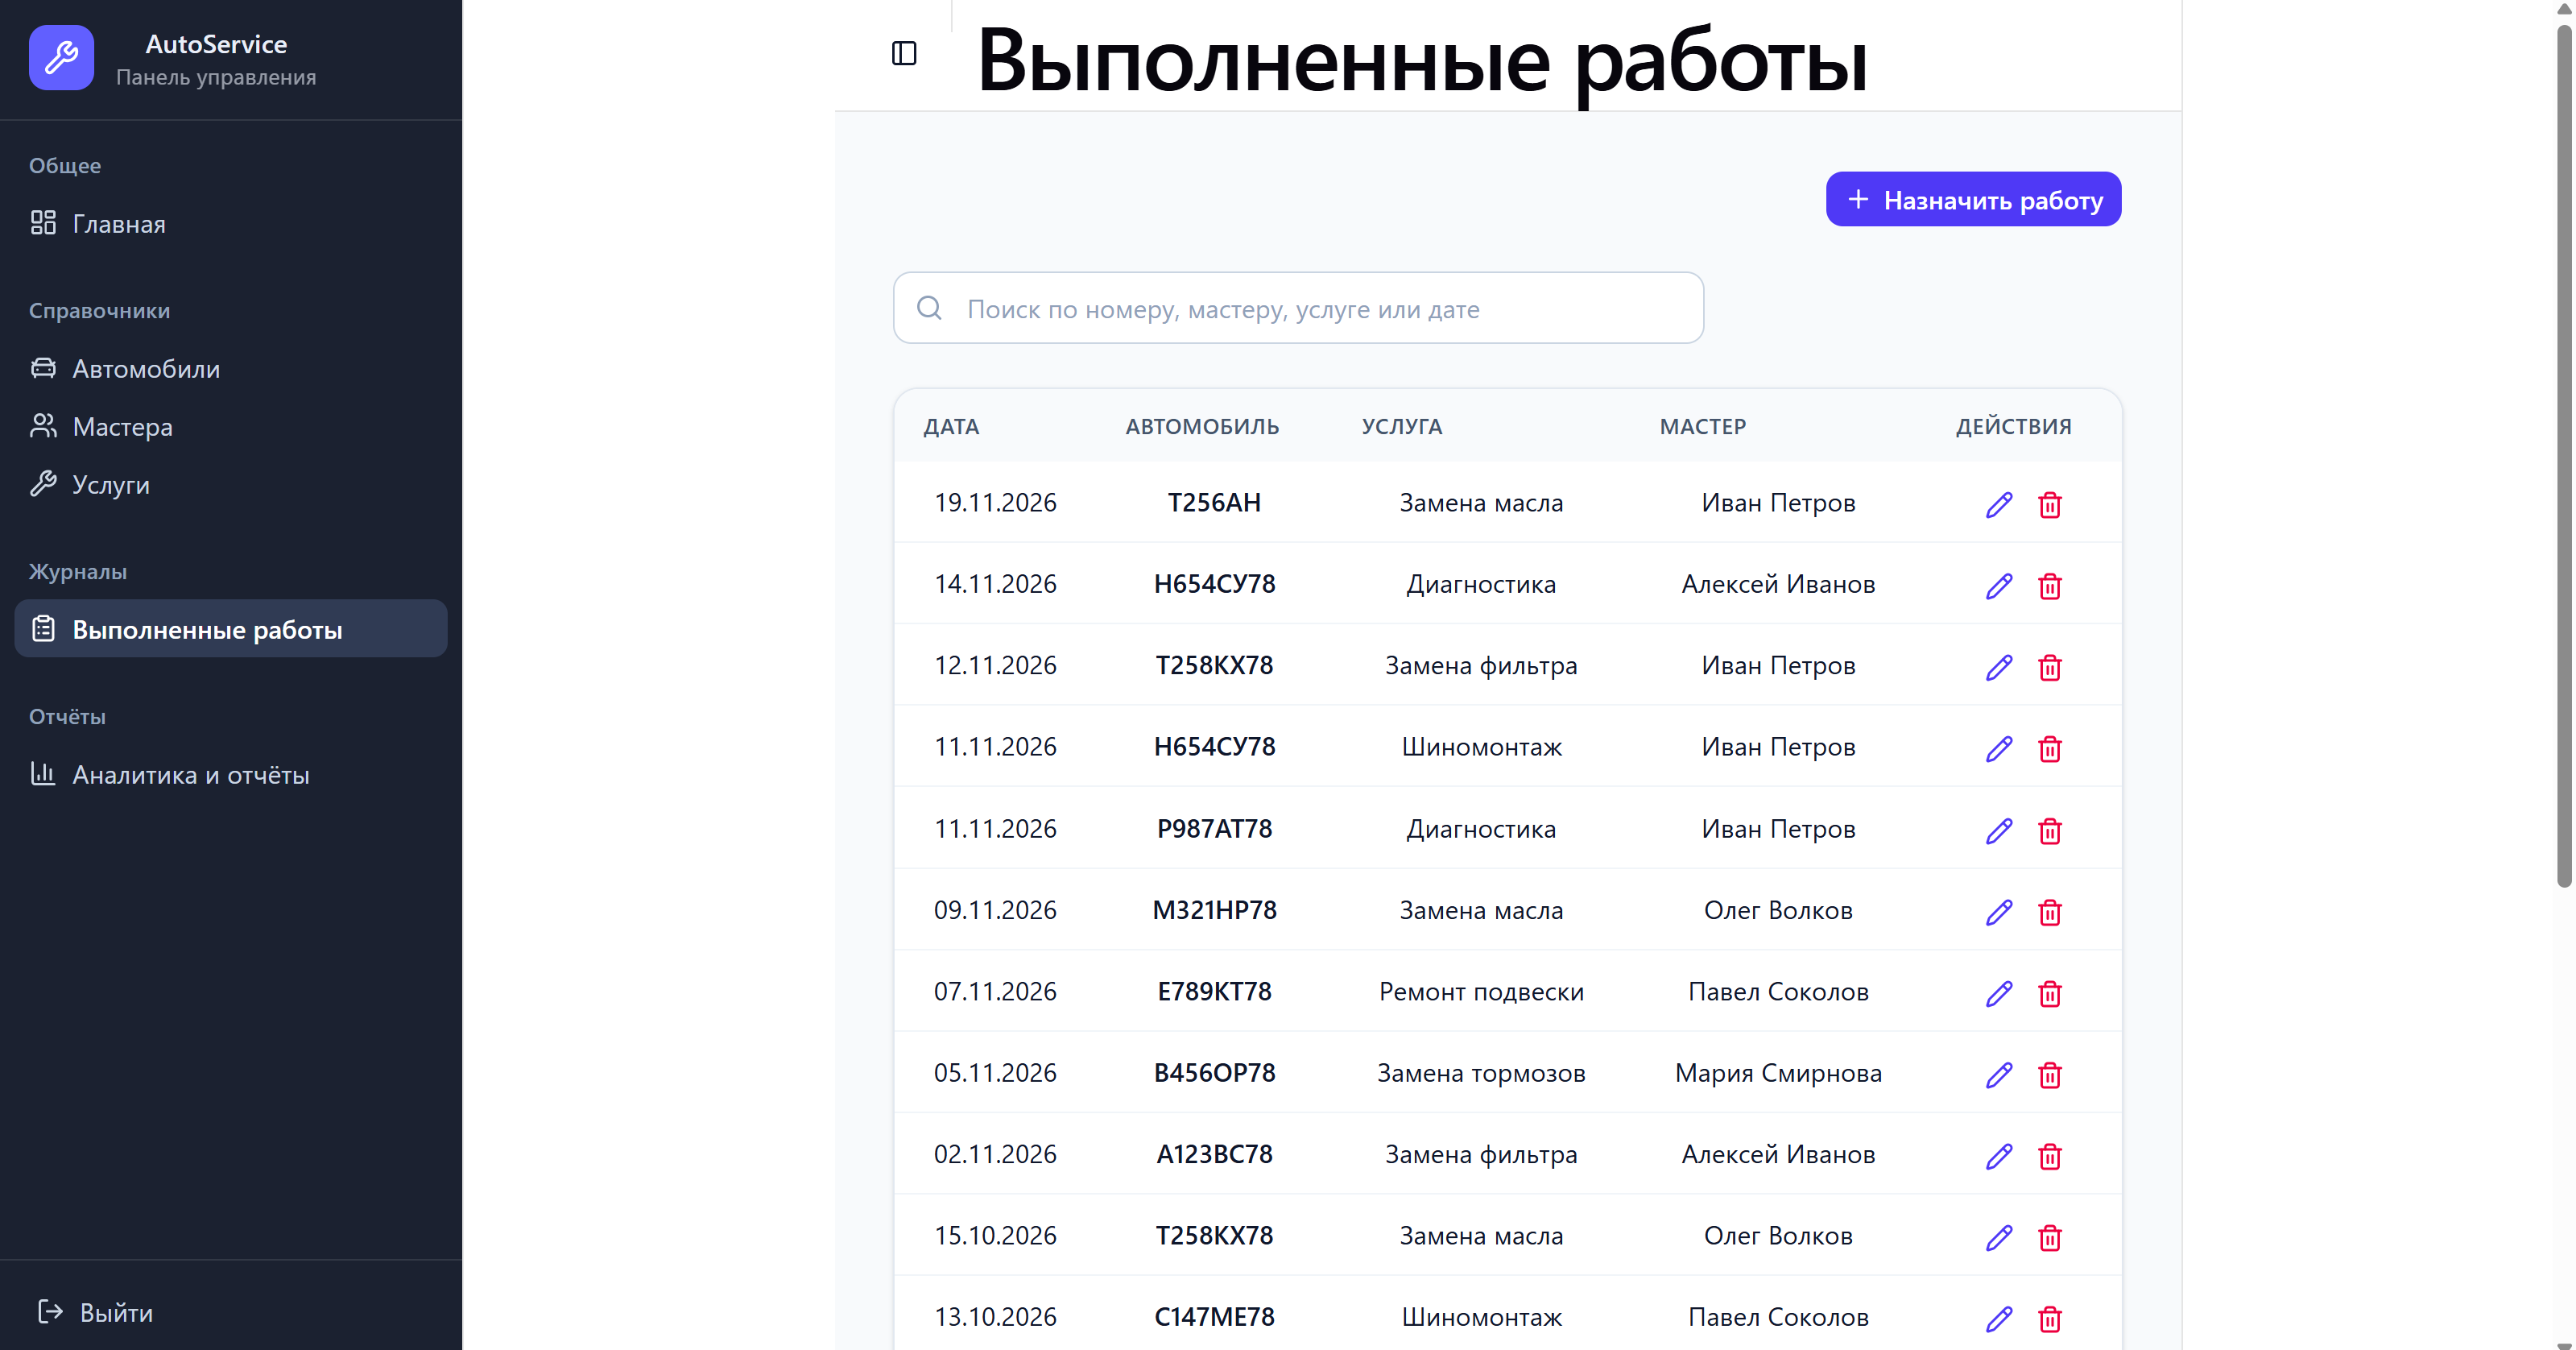 AutoService
Панель управления
Общее
Главная
Справочники
Автомобили
Мастера
Услуги
Журналы
Выполненные работы
Отчёты
Аналитика и отчёты
Выйти
Выполненные работы
+ Назначить работу
Поиск по номеру, мастеру, услуге или дате
ДАТА АВТОМОБИЛЬ УСЛУГА МАСТЕР ДЕЙСТВИЯ
19.11.2026 Т256АН Замена масла Иван Петров
14.11.2026 Н654СУ78 Диагностика Алексей Иванов
12.11.2026 Т258КХ78 Замена фильтра Иван Петров
11.11.2026 Н654СУ78 Шиномонтаж Иван Петров
11.11.2026 Р987АТ78 Диагностика Иван Петров
09.11.2026 М321НР78 Замена масла Олег Волков
07.11.2026 Е789КТ78 Ремонт подвески Павел Соколов
05.11.2026 В456ОР78 Замена тормозов Мария Смирнова
02.11.2026 А123ВС78 Замена фильтра Алексей Иванов
15.10.2026 Т258КХ78 Замена масла Олег Волков
13.10.2026 С147МЕ78 Шиномонтаж Павел Соколов